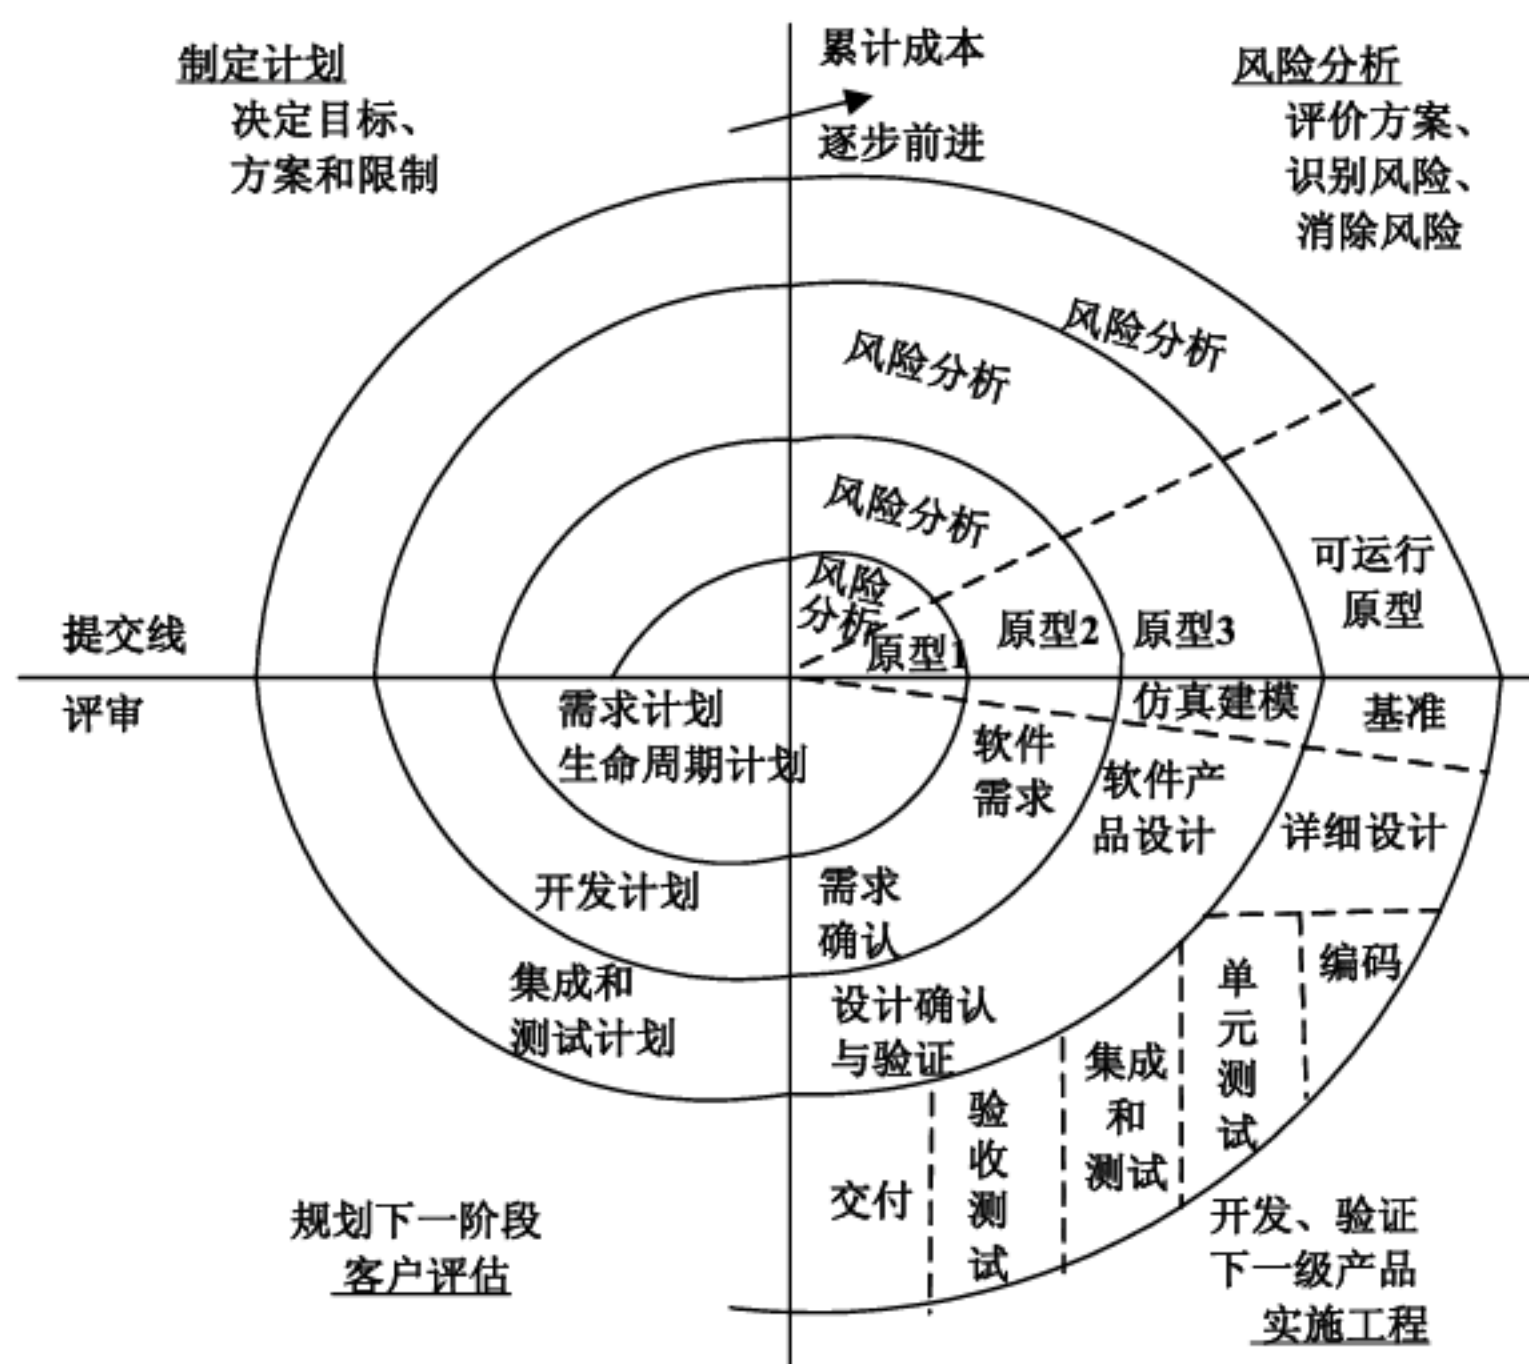 制定计划
决定目标、
方案和限制
累计成本
逐步前进
风险分析
评价方案、
识别风险、
消除风险
风险分析
风险分析
风险分析
风险
分析
可运行
原型
原型1
原型2
原型3
提交线
评审
需求计划
生命周期计划
软件
需求
仿真建模
基准
软件产
品设计
详细设计
开发计划
需求
确认
集成和
测试计划
设计确认
与验证
编码
单
元
测
试
集成
和
测试
验
收
测
试
交付
规划下一阶段
客户评估
开发、验证
下一级产品
实施工程